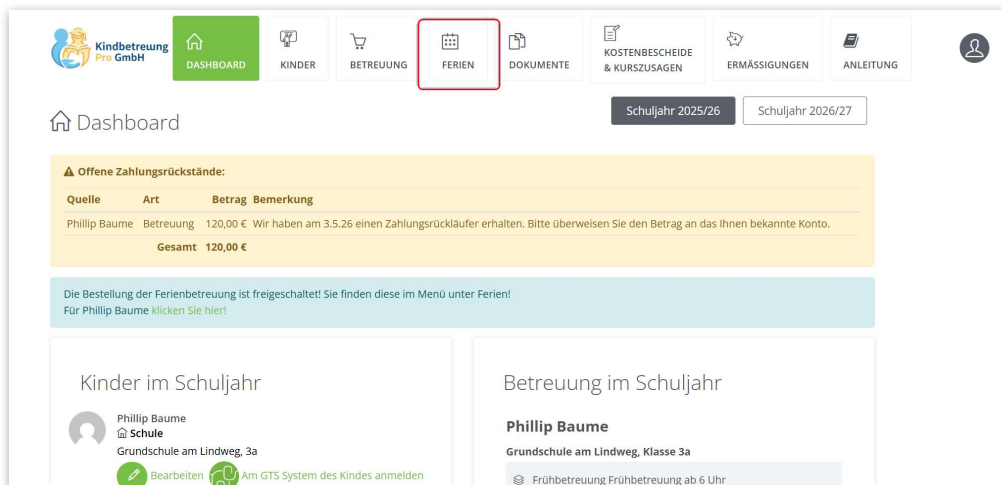 Kindbetreuung
Pro GmbH
DASHBOARD
KINDER
BETREUUNG
FERIEN
DOKUMENTE
KOSTENBESCHEIDE
& KURZUSAGEN
ERMÄSSIGUNGEN
ANLEITUNG
Dashboard
Schuljahr 2025/26
Schuljahr 2026/27
Offene Zahlungsrückstände:
Quelle Art Betrag Bemerkung
Phillip Baume Betreuung 120,00 € Wir haben am 3.5.26 einen Zahlungsrückläufer erhalten. Bitte überweisen Sie den Betrag an das Ihnen bekannte Konto.
Gesamt 120,00 €
Die Bestellung der Ferienbetreuung ist freigeschaltet! Sie finden diese im Menü unter Ferien!
Für Phillip Baume klicken Sie hier!
Kinder im Schuljahr
Phillip Baume
Schule
Grundschule am Lindweg, 3a
Bearbeiten Am GTS System des Kindes anmelden
Betreuung im Schuljahr
Phillip Baume
Grundschule am Lindweg, Klasse 3a
Frühbetreuung Frühbetreuung ab 6 Uhr